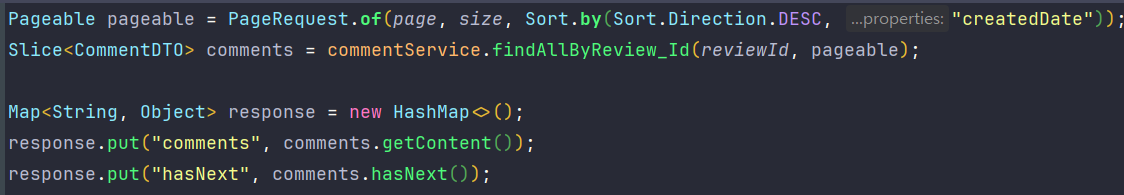 Pageable pageable = PageRequest.of(page, size, Sort.by(Sort.Direction.DESC, ...properties: "createdDate"));
Slice<CommentDTO> comments = commentService.findAllByReview_Id(reviewId, pageable);
Map<String, Object> response = new HashMap<>();
response.put("comments", comments.getContent());
response.put("hasNext", comments.hasNext());